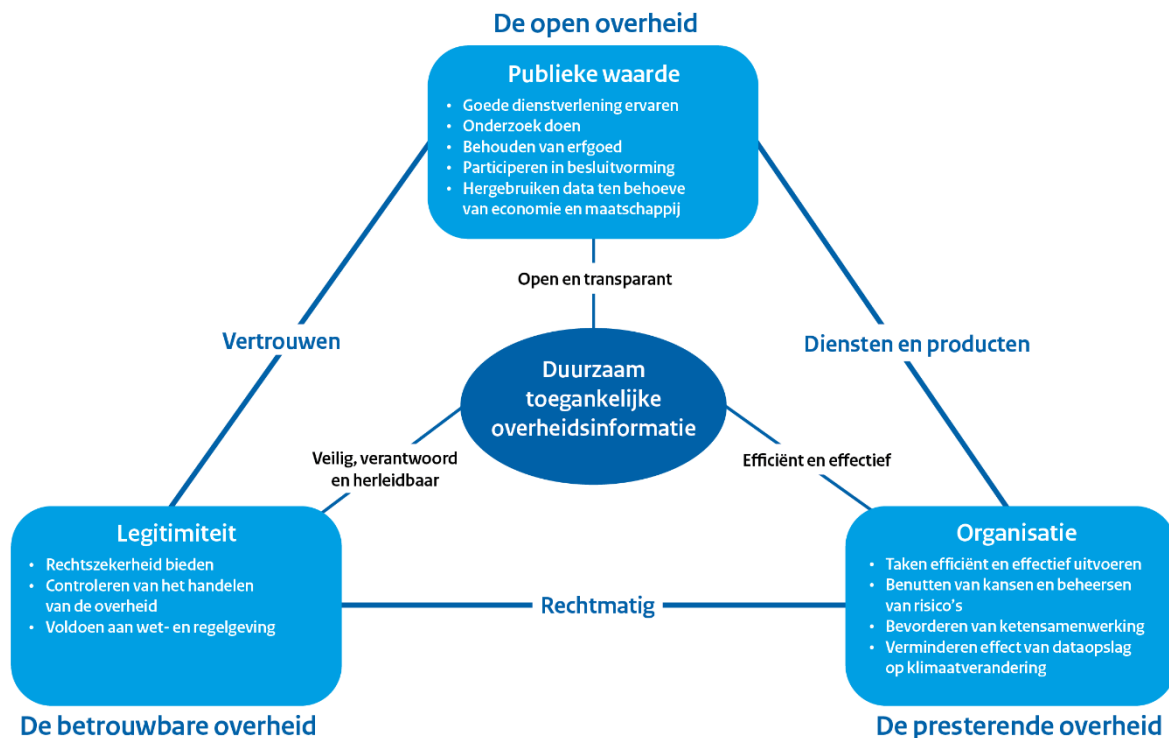 De open overheid
Publieke waarde
• Goede dienstverlening ervaren
• Onderzoek doen
• Behouden van erfgoed
• Participeren in besluitvorming
• Hergebruiken data ten behoeve
van economie en maatschappij
Open en transparant
Vertrouwen
Diensten en producten
Duurzaam
toegankelijke
overheidsinformatie
Veilig, verantwoord
en herleidbaar
Efficiënt en effectief
Legitimiteit
• Rechtszekerheid bieden
• Controleren van het handelen
van de overheid
• Voldoen aan wet- en regelgeving
Rechtmatig
Organisatie
• Taken efficiënt en effectief uitvoeren
• Benutten van kansen en beheersen
van risico's
• Bevorderen van ketensamenwerking
• Verminderen effect van dataopslag
op klimaatverandering
De betrouwbare overheid
De presterende overheid